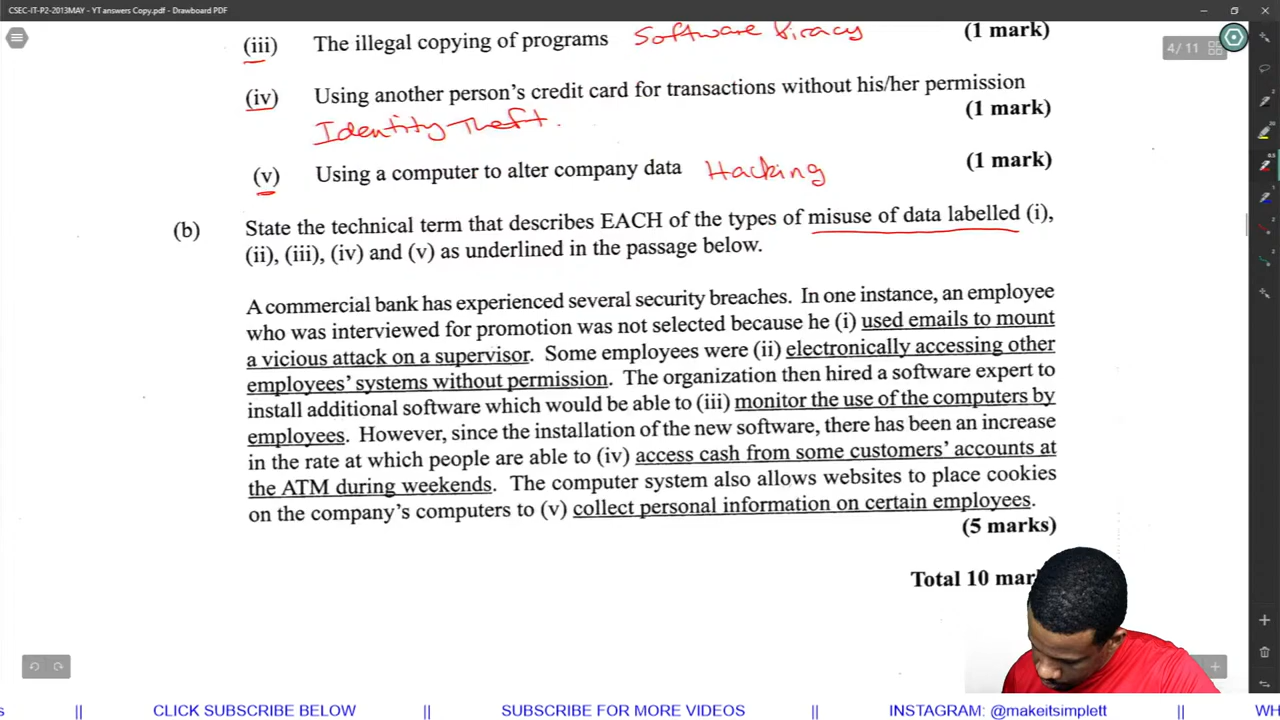 CSEC-IT-P2-2013MAY - YT answers Copy.pdf - Drawboard PDF
(iii) The illegal copying of programs Software Piracy (1 mark)
4 / 11
(iv) Using another person's credit card for transactions without his/her permission
(1 mark)
Identity Theft.
(v) Using a computer to alter company data Hacking (1 mark)
(b) State the technical term that describes EACH of the types of misuse of data labelled (i),
(ii), (iii), (iv) and (v) as underlined in the passage below.
A commercial bank has experienced several security breaches. In one instance, an employee
who was interviewed for promotion was not selected because he (i) used emails to mount
a vicious attack on a supervisor. Some employees were (ii) electronically accessing other
employees' systems without permission. The organization then hired a software expert to
install additional software which would be able to (iii) monitor the use of the computers by
employees. However, since the installation of the new software, there has been an increase
in the rate at which people are able to (iv) access cash from some customers' accounts at
the ATM during weekends. The computer system also allows websites to place cookies
on the company's computers to (v) collect personal information on certain employees.
(5 marks)
Total 10 mar
s || CLICK SUBSCRIBE BELOW || SUBSCRIBE FOR MORE VIDEOS || INSTAGRAM: @makeitsimplett || WH